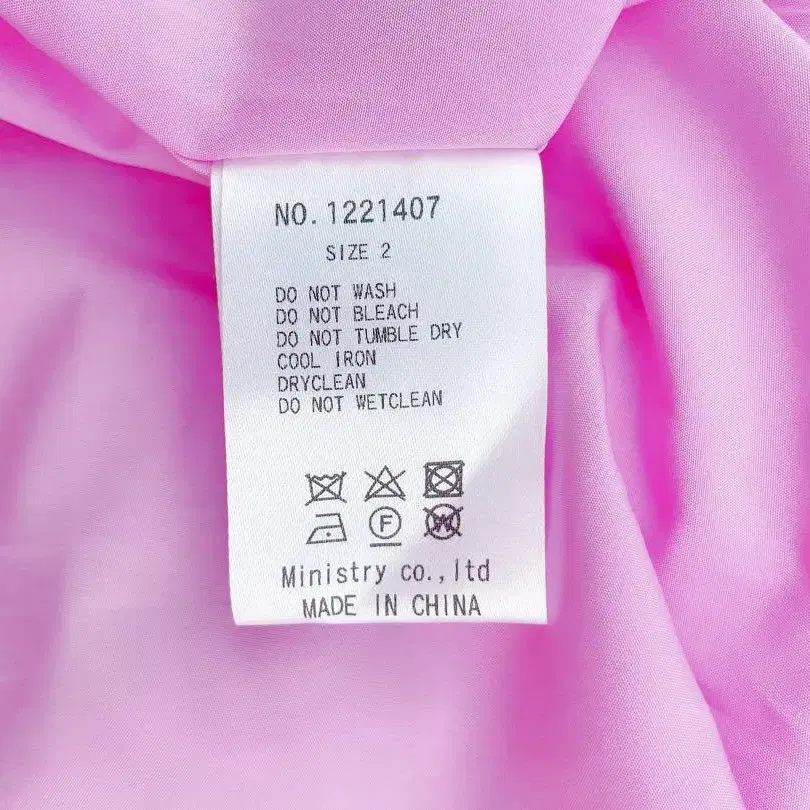 NO. 1221407
SIZE 2
DO NOT WASH
DO NOT BLEACH
DO NOT TUMBLE DRY
COOL IRON
DRYCLEAN
DO NOT WETCLEAN
F W
Ministry co.,ltd
MADE IN CHINA